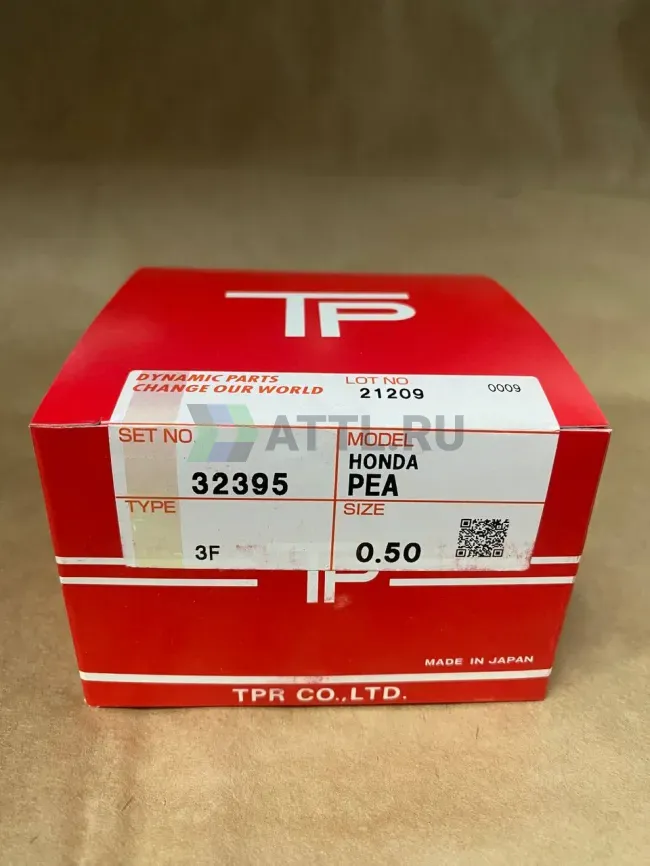 TP
DYNAMIC PARTS
CHANGE OUR WORLD
LOT NO
21209
0009
ATTL.RU
SET NO
32395
MODEL
HONDA
PEA
TYPE
3F
SIZE
0.50
TP
MADE IN JAPAN
TPR CO.,LTD.